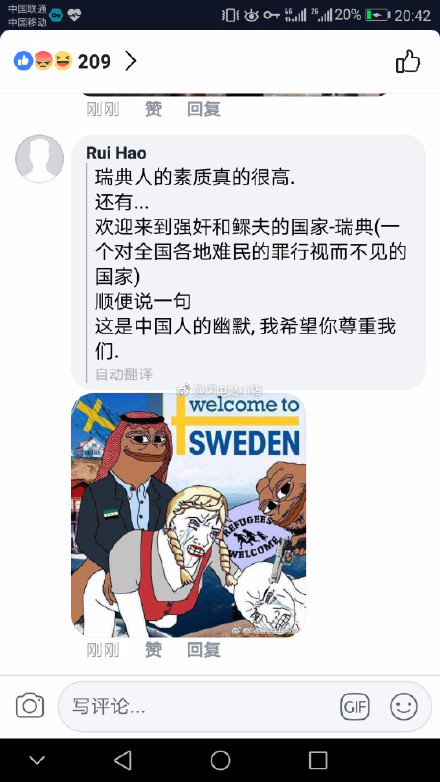 中国联通
中国移动
4G
2G
20%
20:42
209
刚刚 赞 回复
Rui Hao
瑞典人的素质真的很高.
还有...
欢迎来到强奸和鳏夫的国家-瑞典(一
个对全国各地难民的罪行视而不见的
国家)
顺便说一句
这是中国人的幽默, 我希望你尊重我
们.
自动翻译
welcome to
SWEDEN
REFUGEES
WELCOME
刚刚 赞 回复
写评论...
GIF